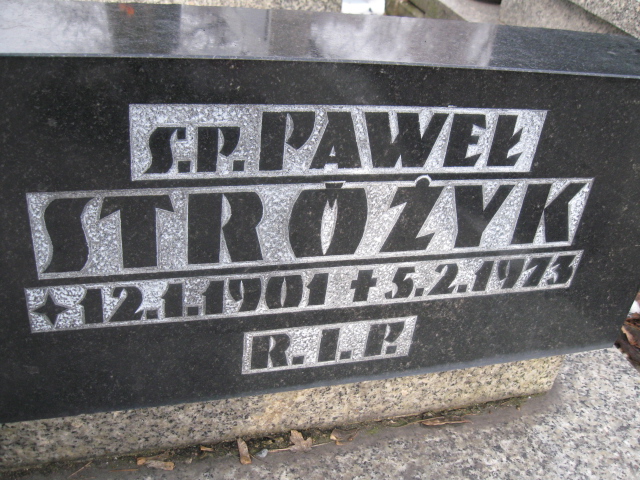 S.P. PAWEŁ
STRÓŻYK
✦ 12.1.1901 ✝ 5.2.1973
R.I.P.